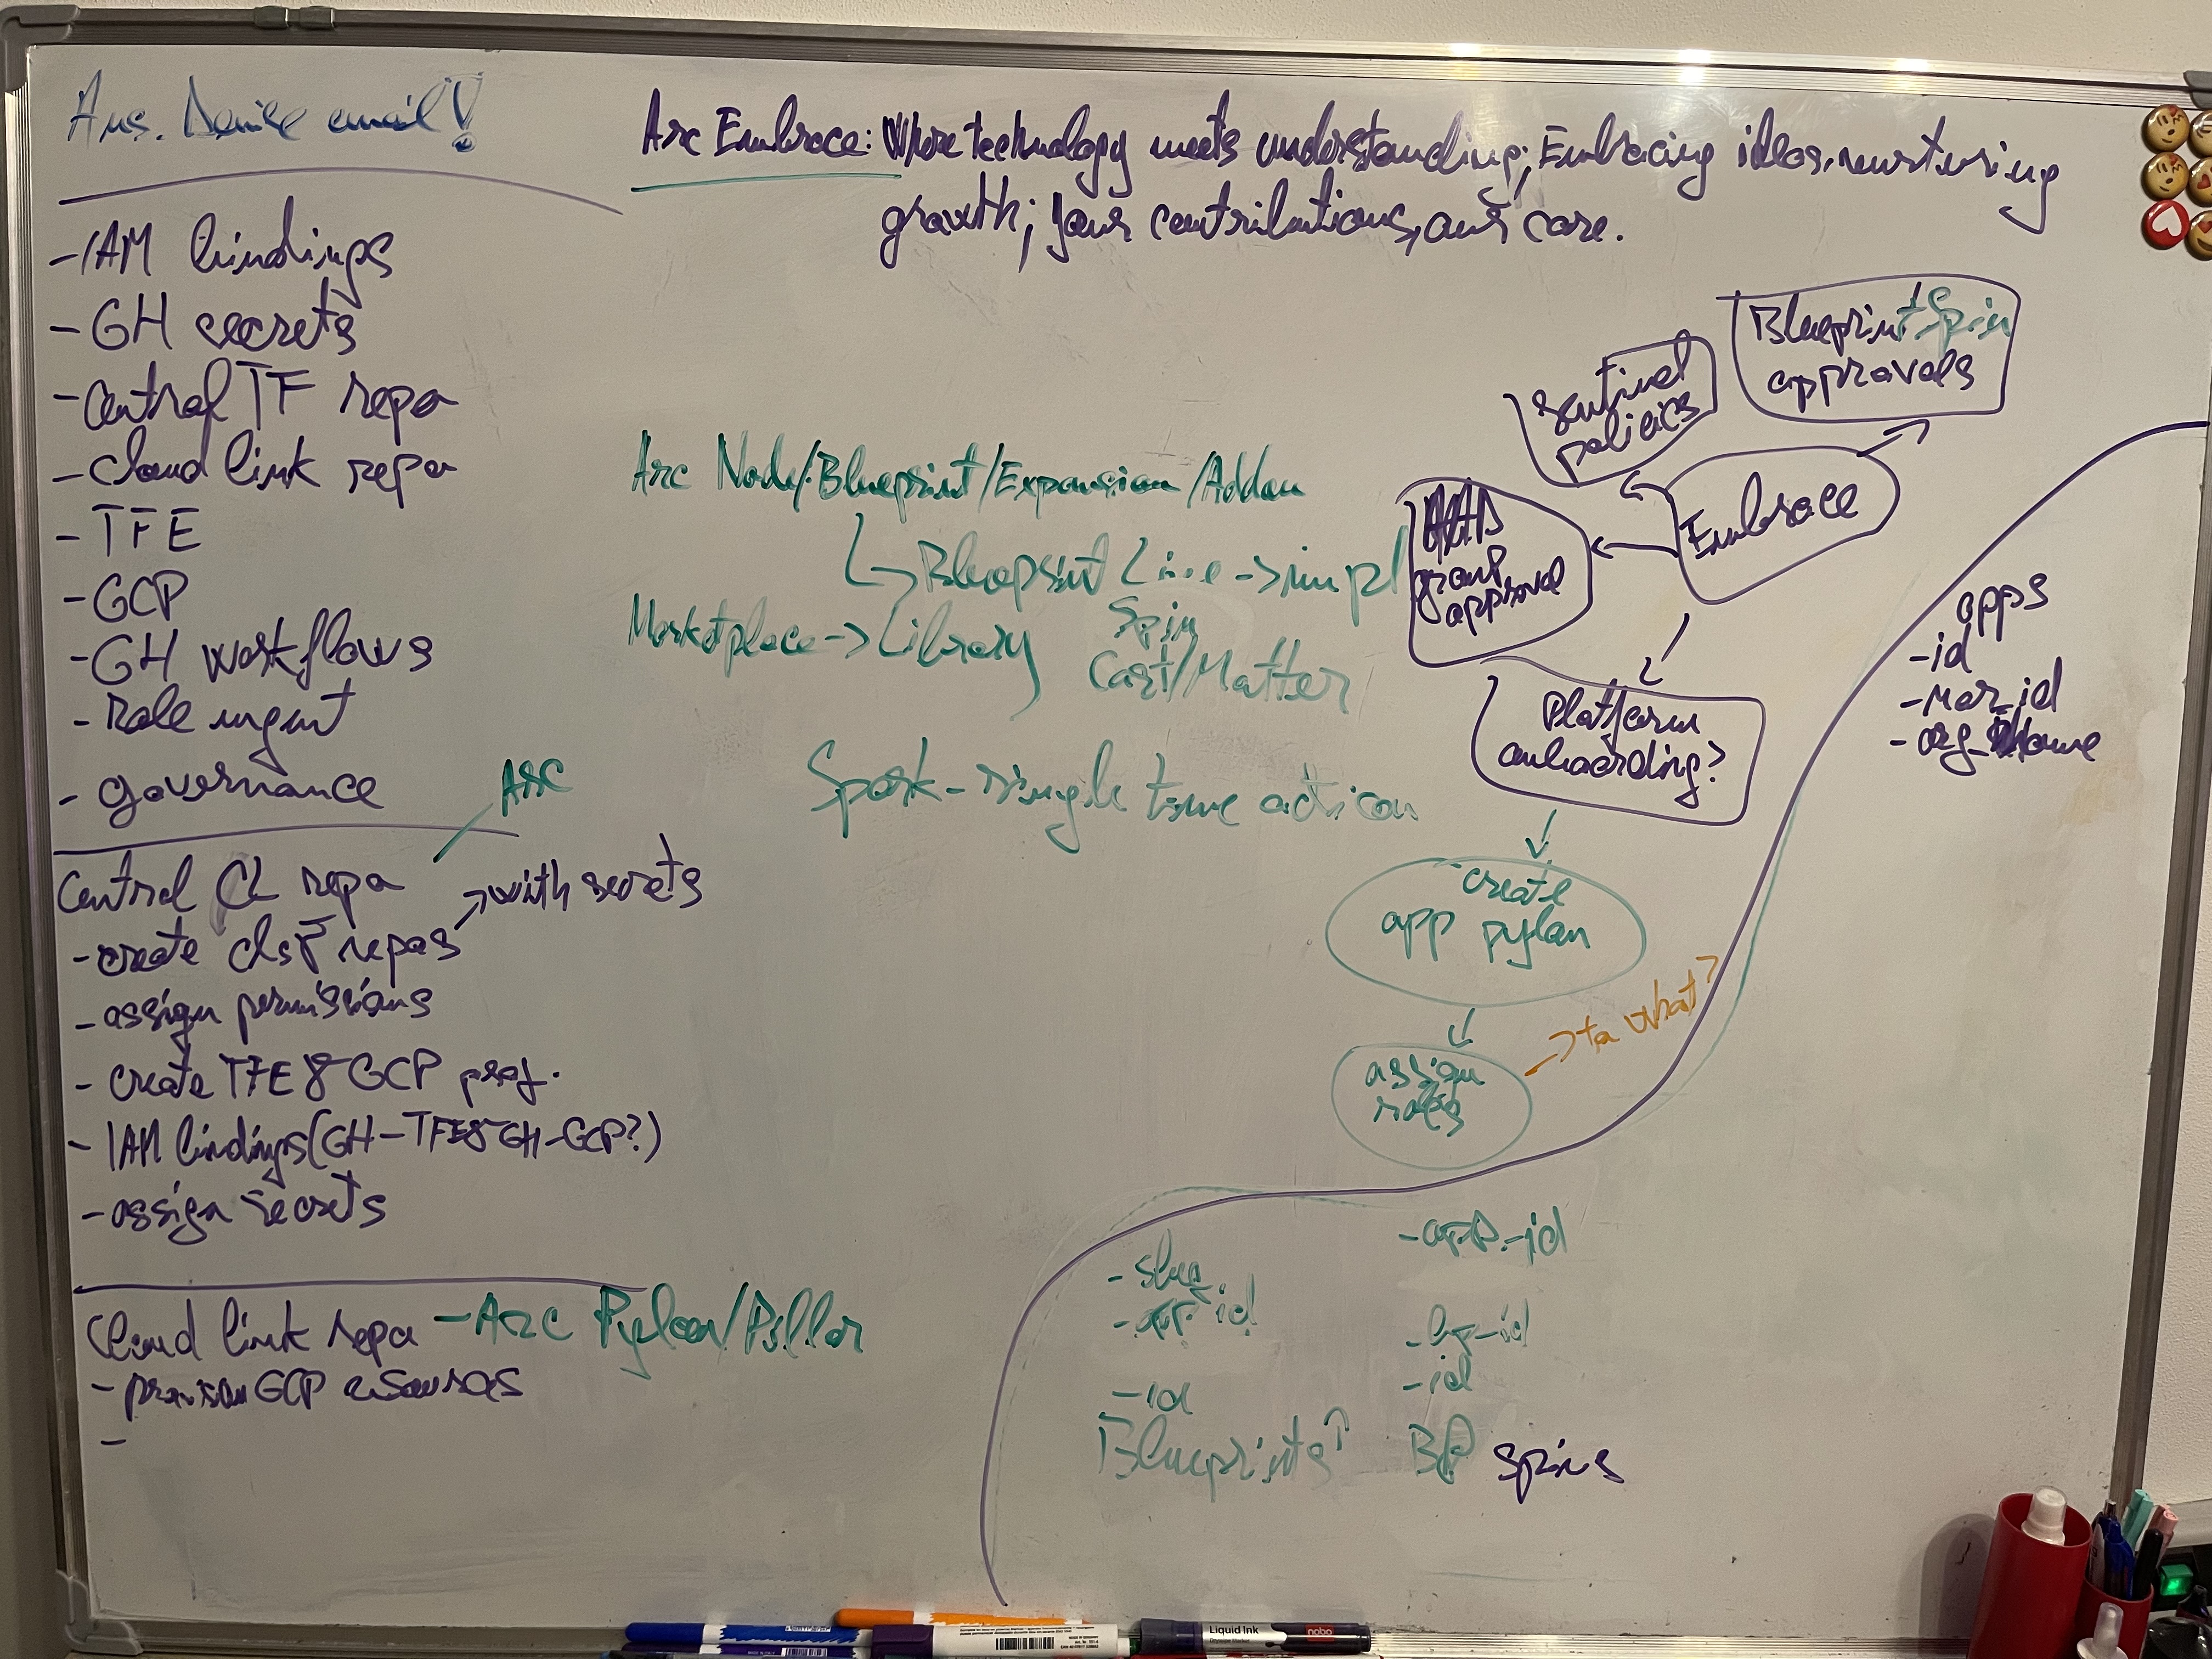 Ans. Denise email!
- IAM bindings
- GH secrets
- Central TF repo
- cloud link repo
- TFE
- GCP
- GH workflows
- Role mgmt
- governance
Arc
Central CL repo
- create clsf repos → with secrets
- assign permissions
- create TFE & GCP proj.
- IAM bindings (GH-TFE & GH-GCP?)
- assign secrets
Cloud link repo - Arc Pylon/Pillar
- provision GCP resources
-
Arc Embrace: Where technology meets understanding; Embracing ideas, nurturing
growth; your contributions, our care.
Arc Node/Blueprint/Expansion/Addon
Blueprint Line -> impl
Marketplace -> Library
Spin
Cast/Matter
Spark - single time action
Blueprint Spin
approvals
Sentinel
policies
Embrace
group
approval
Platform
onboarding?
create
app pylon
assign
roles
→ to what?
apps
- id
- mar_id
- org_name
- slug
- app_id
- id
Blueprints
- app_id
- bp_id
- id
BP spins
Liquid Ink
nobo